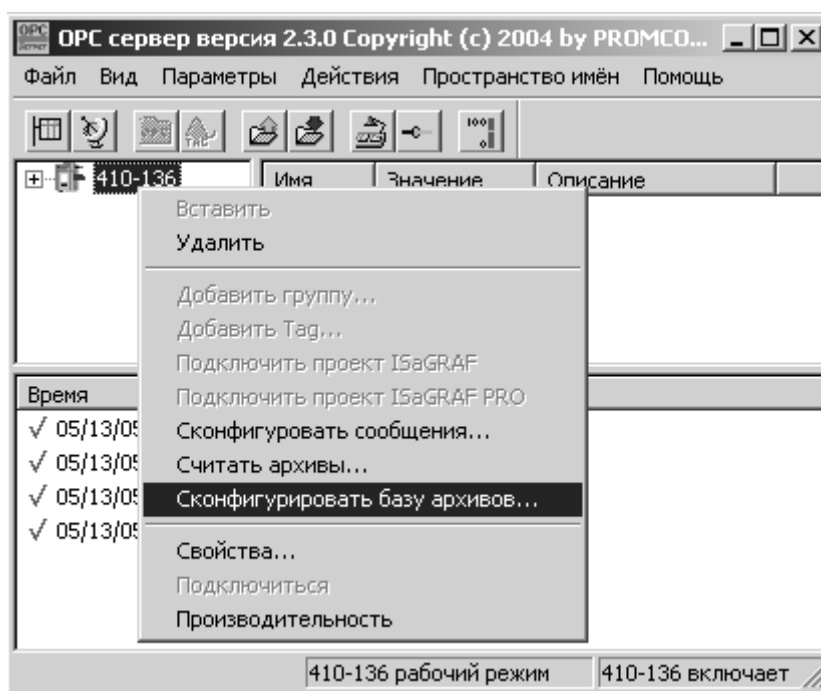 OPC сервер версия 2.3.0 Copyright (c) 2004 by PROMCO...
Файл Вид Параметры Действия Пространство имён Помощь
TAG
410-136 Имя Значение Описание
Вставить
Удалить
Добавить группу...
Добавить Tag...
Подключить проект ISaGRAF
Время Подключить проект ISaGRAF PRO
05/13/05 Сконфигуровать сообщения...
05/13/05 Считать архивы...
05/13/05 Сконфигурировать базу архивов...
05/13/05
Свойства...
Подключиться
Производительность
410-136 рабочий режим 410-136 включает